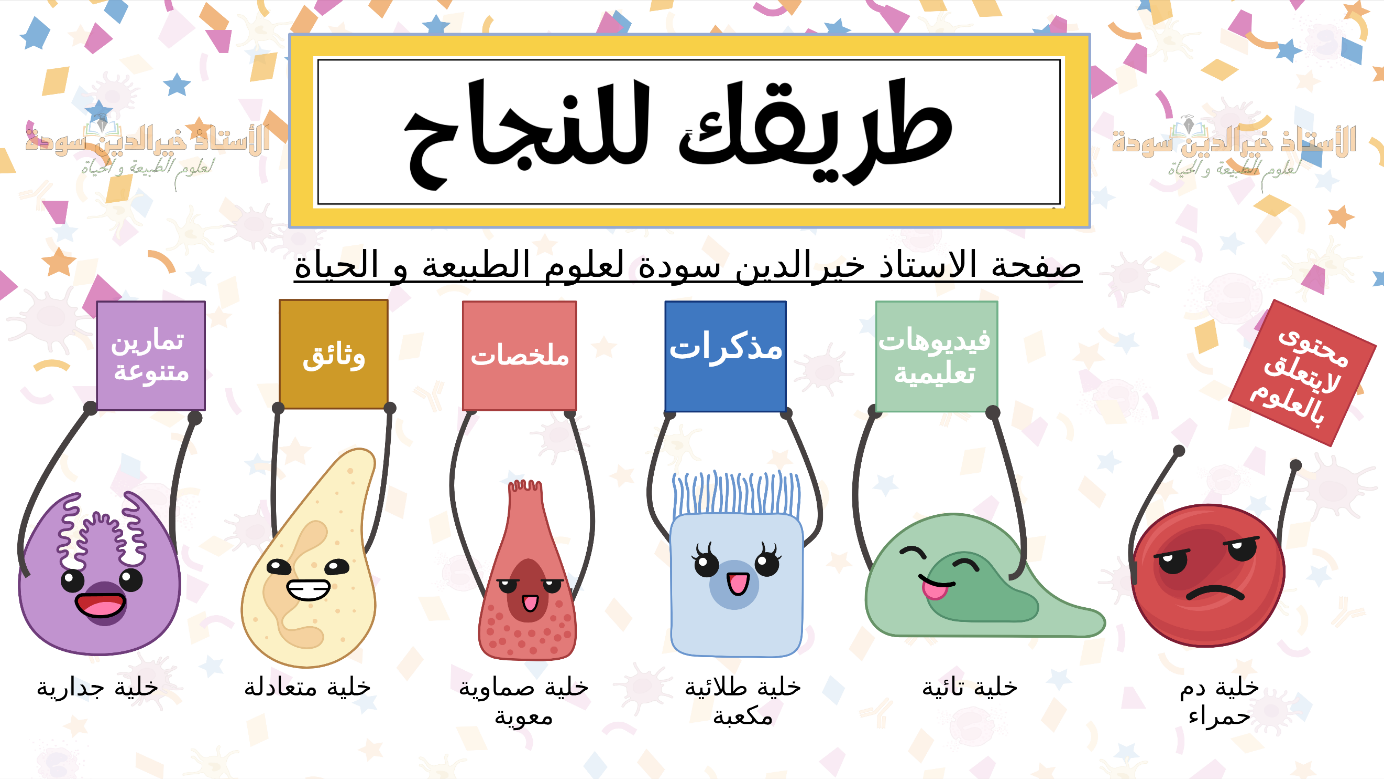 طريقك للنجاح
الأستاذ خيرالدين سودة
لعلوم الطبيعة و الحياة
الأستاذ خيرالدين سودة
لعلوم الطبيعة و الحياة
صفحة الاستاذ خيرالدين سودة لعلوم الطبيعة و الحياة
محتوى
لايتعلق
بالعلوم
فيديوهات
تعليمية
مذكرات
ملخصات
وثائق
تمارين
متنوعة
خلية دم
حمراء
خلية تائية
خلية طلائية
مكعبة
خلية صماوية
معوية
خلية متعادلة
خلية جدارية